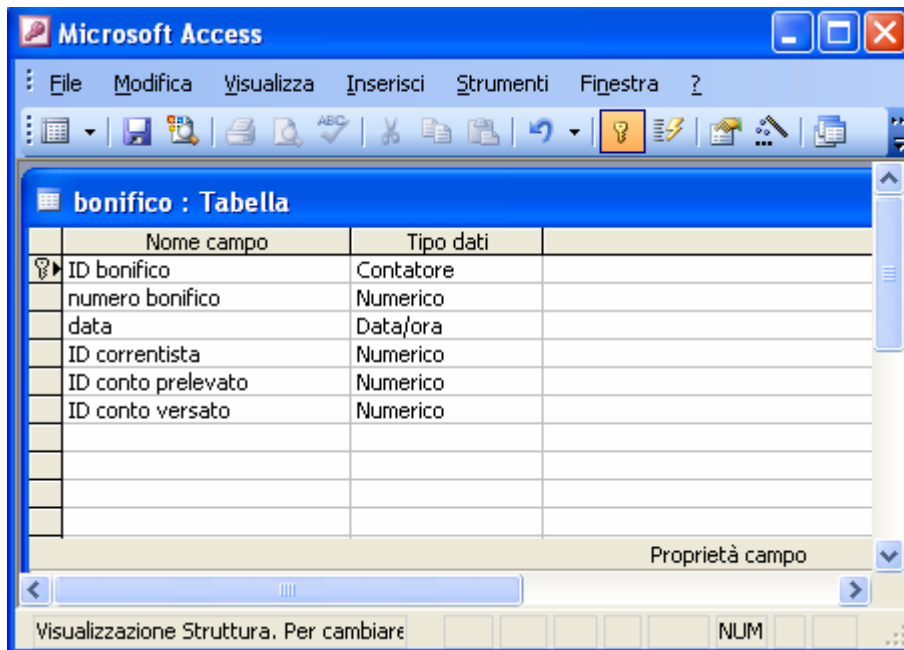 Microsoft Access
File Modifica Visualizza Inserisci Strumenti Finestra ?
ABC
bonifico : Tabella
Nome campo Tipo dati
ID bonifico Contatore
numero bonifico Numerico
data Data/ora
ID correntista Numerico
ID conto prelevato Numerico
ID conto versato Numerico
Proprietà campo
Visualizzazione Struttura. Per cambiare NUM